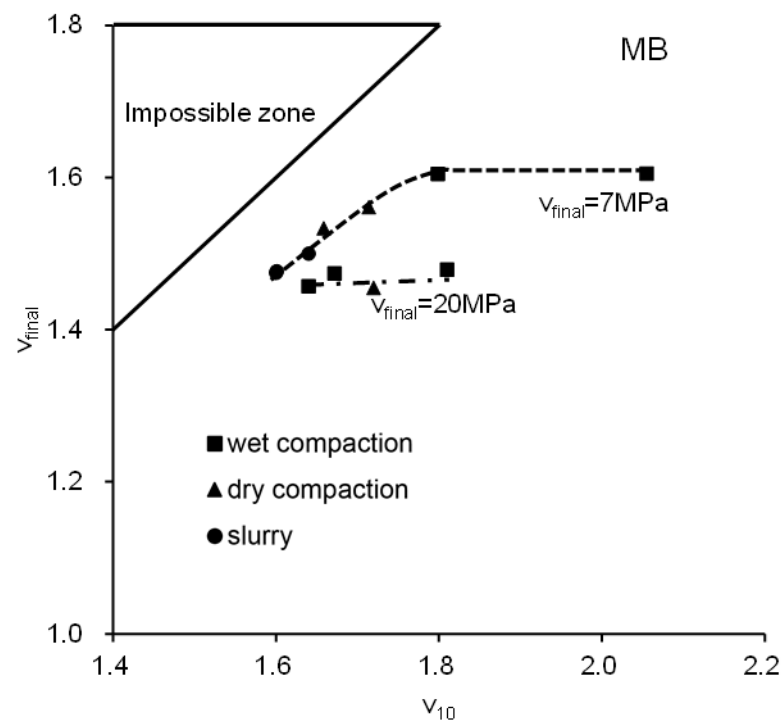 1.8
MB
Impossible zone
1.6
v_final=7MPa
v_final
1.4
v_final=20MPa
wet compaction
dry compaction
slurry
1.2
1.0
1.4 1.6 1.8 2.0 2.2
v_10